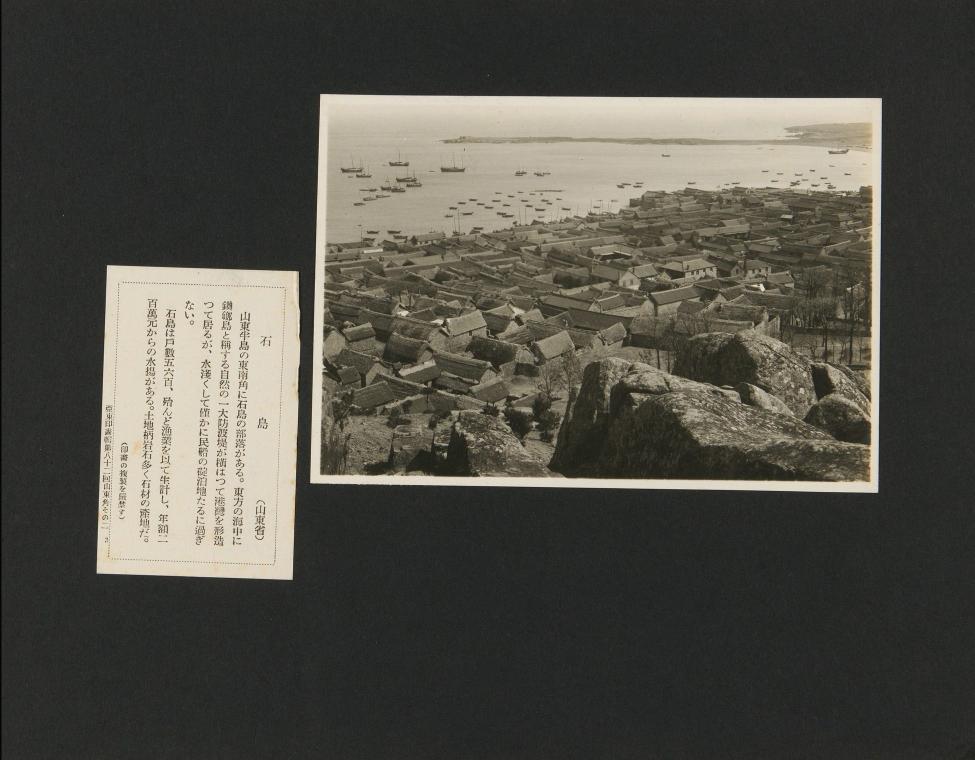 石島 (山東省)
山東半島の東南角に石島の部落がある。東方の海中に
鏌鎁島と稱する自然の一大防波堤が橫はつて港灣を形造
つて居るが、水淺くして僅かに民船の碇泊地たるに過ぎ
ない。
石島は戶數五六百、殆んど漁業を以て生計し、年額二
百萬元からの水揚がある。土地柄岩石多く石材の產地だ。
(印畫の複製を嚴禁す)
亞東印畫輯第八十二回山東角その二